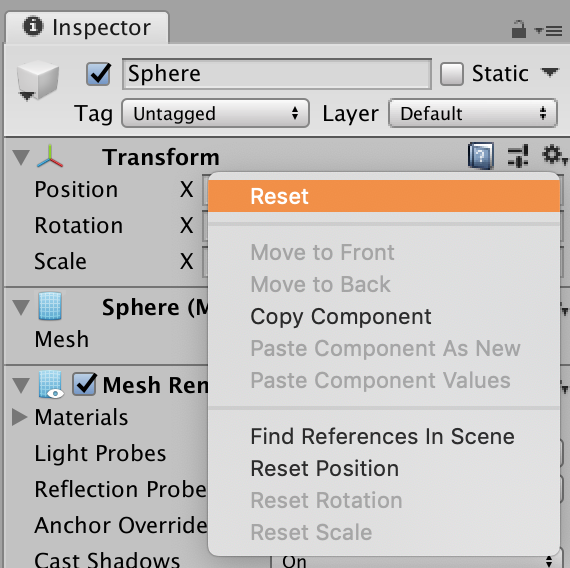 Inspector
Sphere
Static
Tag Untagged Layer Default
Transform
Position X
Rotation X
Scale X
Reset
Move to Front
Move to Back
Copy Component
Paste Component As New
Paste Component Values
Find References In Scene
Reset Position
Reset Rotation
Reset Scale
Sphere (M
Mesh
Mesh Ren
Materials
Light Probes
Reflection Probe
Anchor Override
Cast Shadows On